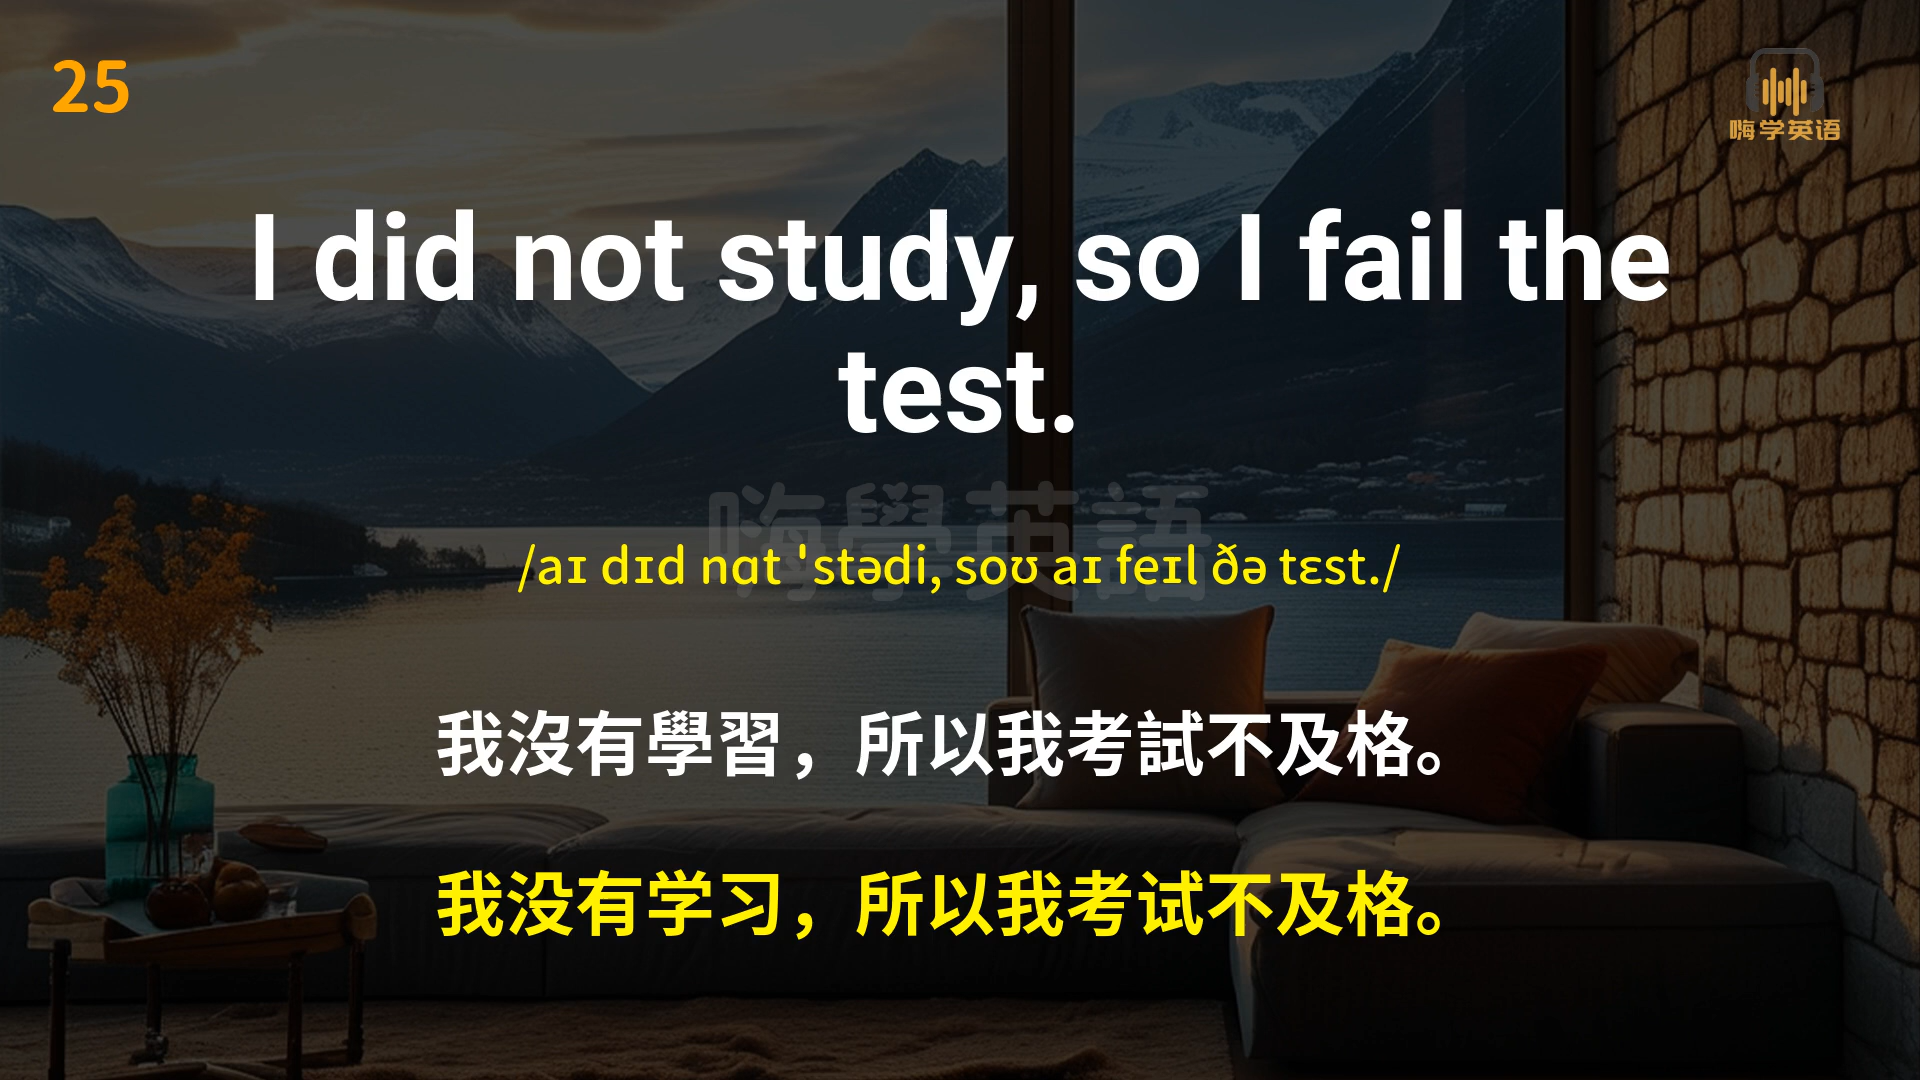 25
嗨学英语
I did not study, so I fail the
test.
嗨學英語
/aɪ dɪd nɑt ˈstədi, soʊ aɪ feɪl ðə tɛst./
我沒有學習，所以我考試不及格。
我没有学习，所以我考试不及格。